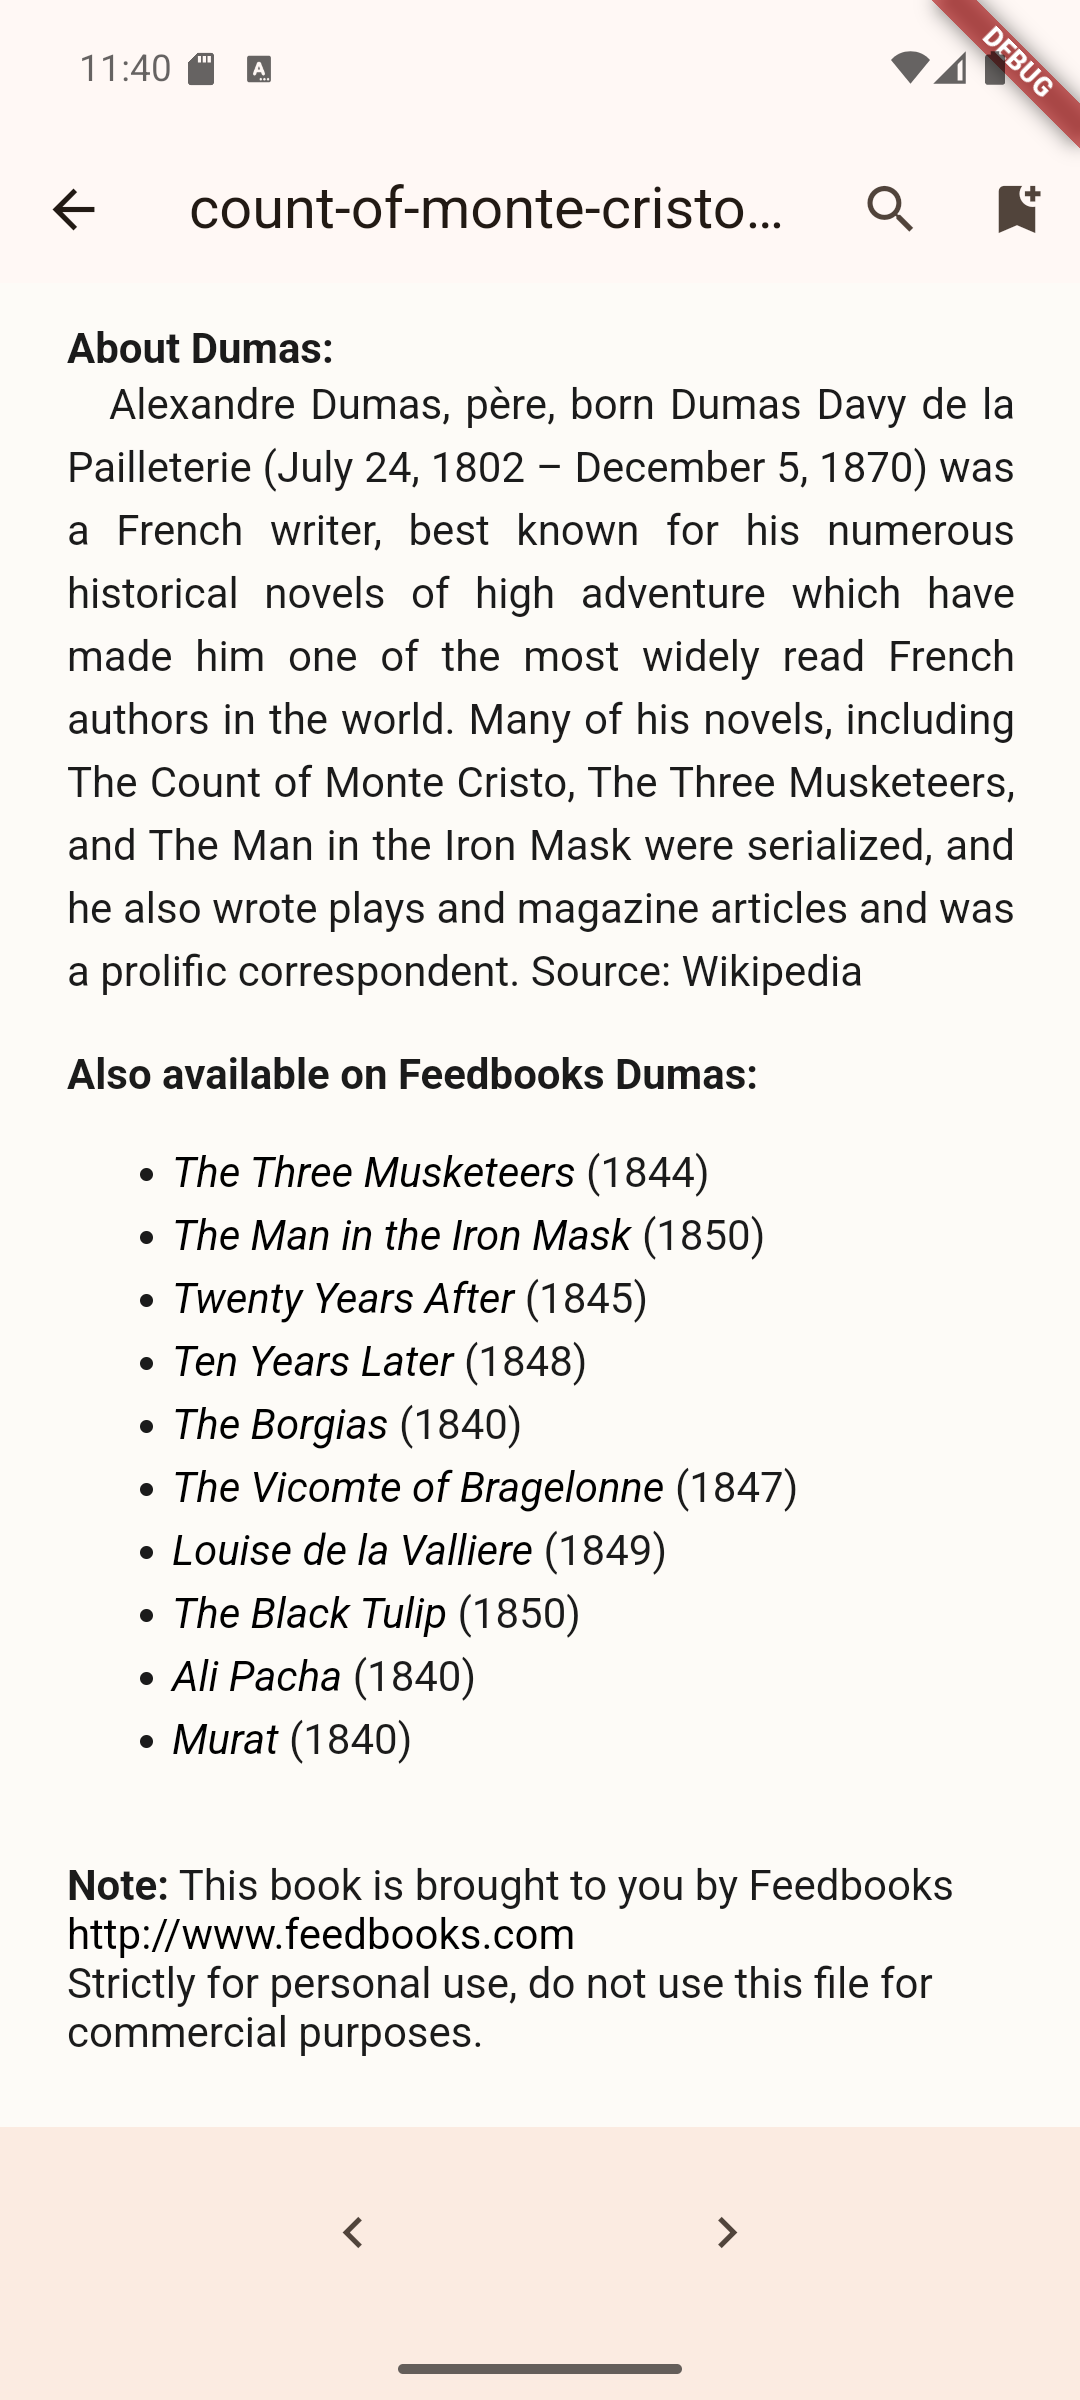 11:40
A
DEBUG
count-of-monte-cristo...
About Dumas:
Alexandre Dumas, père, born Dumas Davy de la
Pailleterie (July 24, 1802 – December 5, 1870) was
a French writer, best known for his numerous
historical novels of high adventure which have
made him one of the most widely read French
authors in the world. Many of his novels, including
The Count of Monte Cristo, The Three Musketeers,
and The Man in the Iron Mask were serialized, and
he also wrote plays and magazine articles and was
a prolific correspondent. Source: Wikipedia
Also available on Feedbooks Dumas:
• The Three Musketeers (1844)
• The Man in the Iron Mask (1850)
• Twenty Years After (1845)
• Ten Years Later (1848)
• The Borgias (1840)
• The Vicomte of Bragelonne (1847)
• Louise de la Valliere (1849)
• The Black Tulip (1850)
• Ali Pacha (1840)
• Murat (1840)
Note: This book is brought to you by Feedbooks
http://www.feedbooks.com
Strictly for personal use, do not use this file for
commercial purposes.